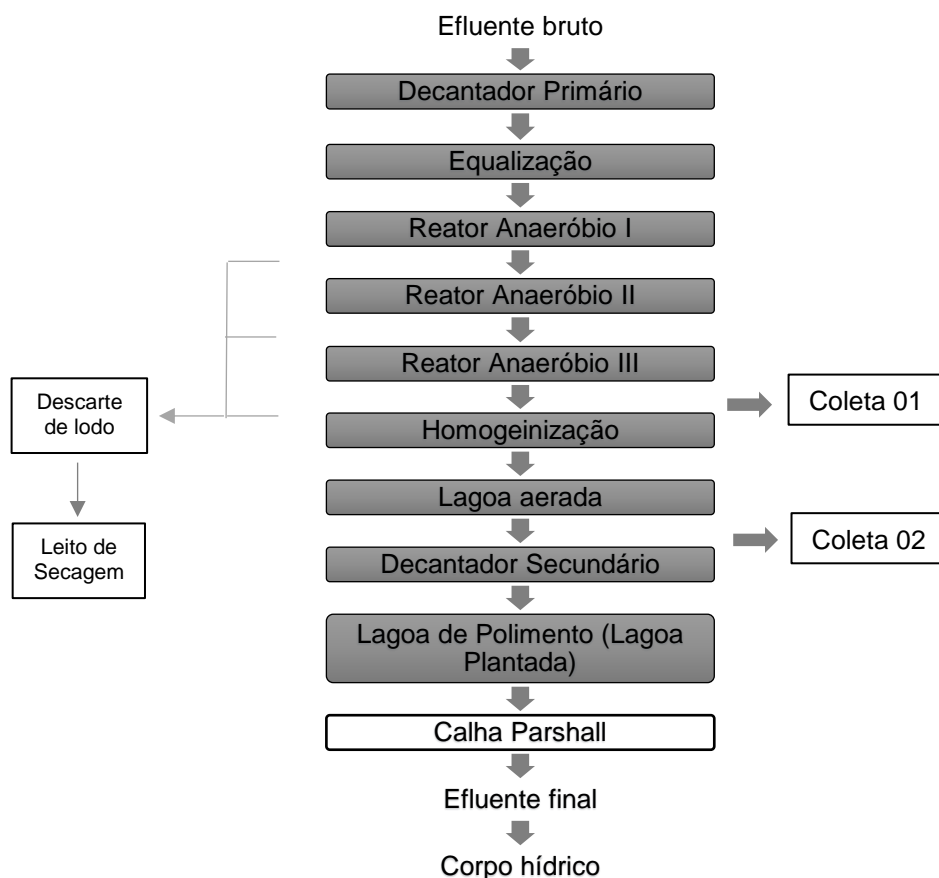 Efluente bruto
Decantador Primário
Equalização
Reator Anaeróbio I
Reator Anaeróbio II
Reator Anaeróbio III
Descarte
de lodo
Coleta 01
Homogeinização
Lagoa aerada
Leito de
Secagem
Coleta 02
Decantador Secundário
Lagoa de Polimento (Lagoa
Plantada)
Calha Parshall
Efluente final
Corpo hídrico